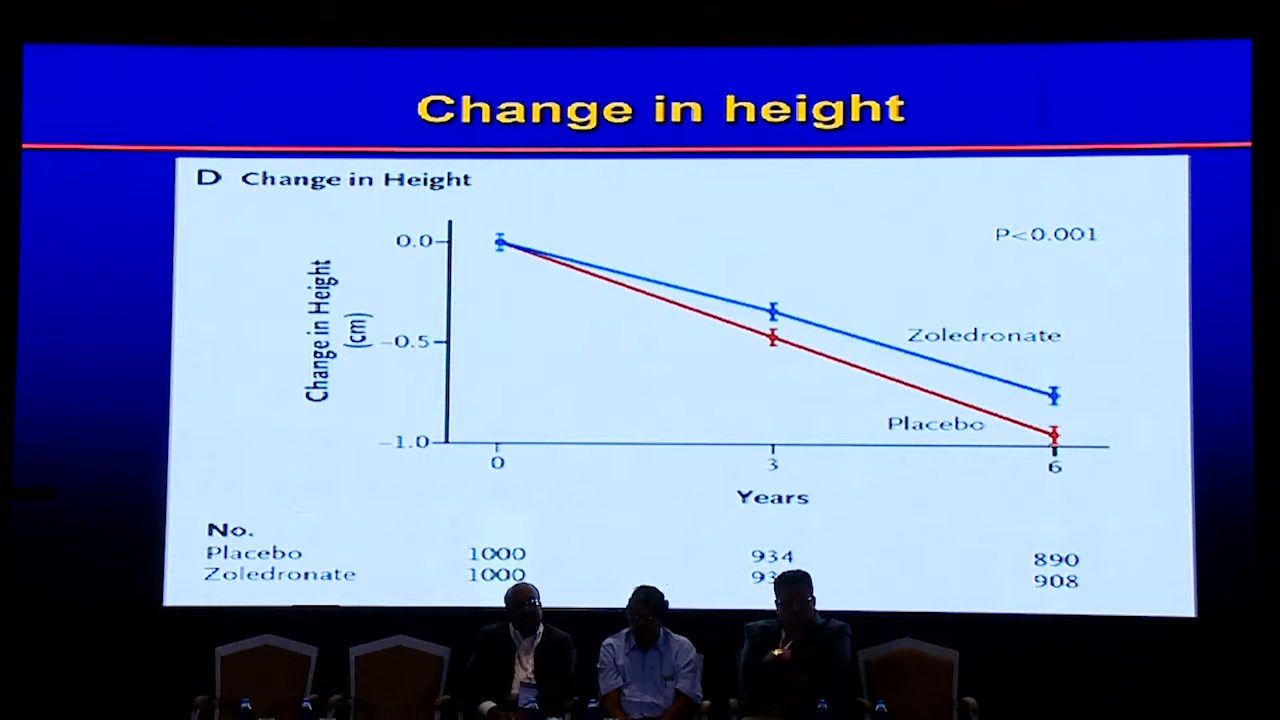 Change in height
D Change in Height
P<0.001
0.0
Change in Height
(cm)
-0.5
Zoledronate
Placebo
-1.0
0 3 6
Years
No.
Placebo 1000 934 890
Zoledronate 1000 908